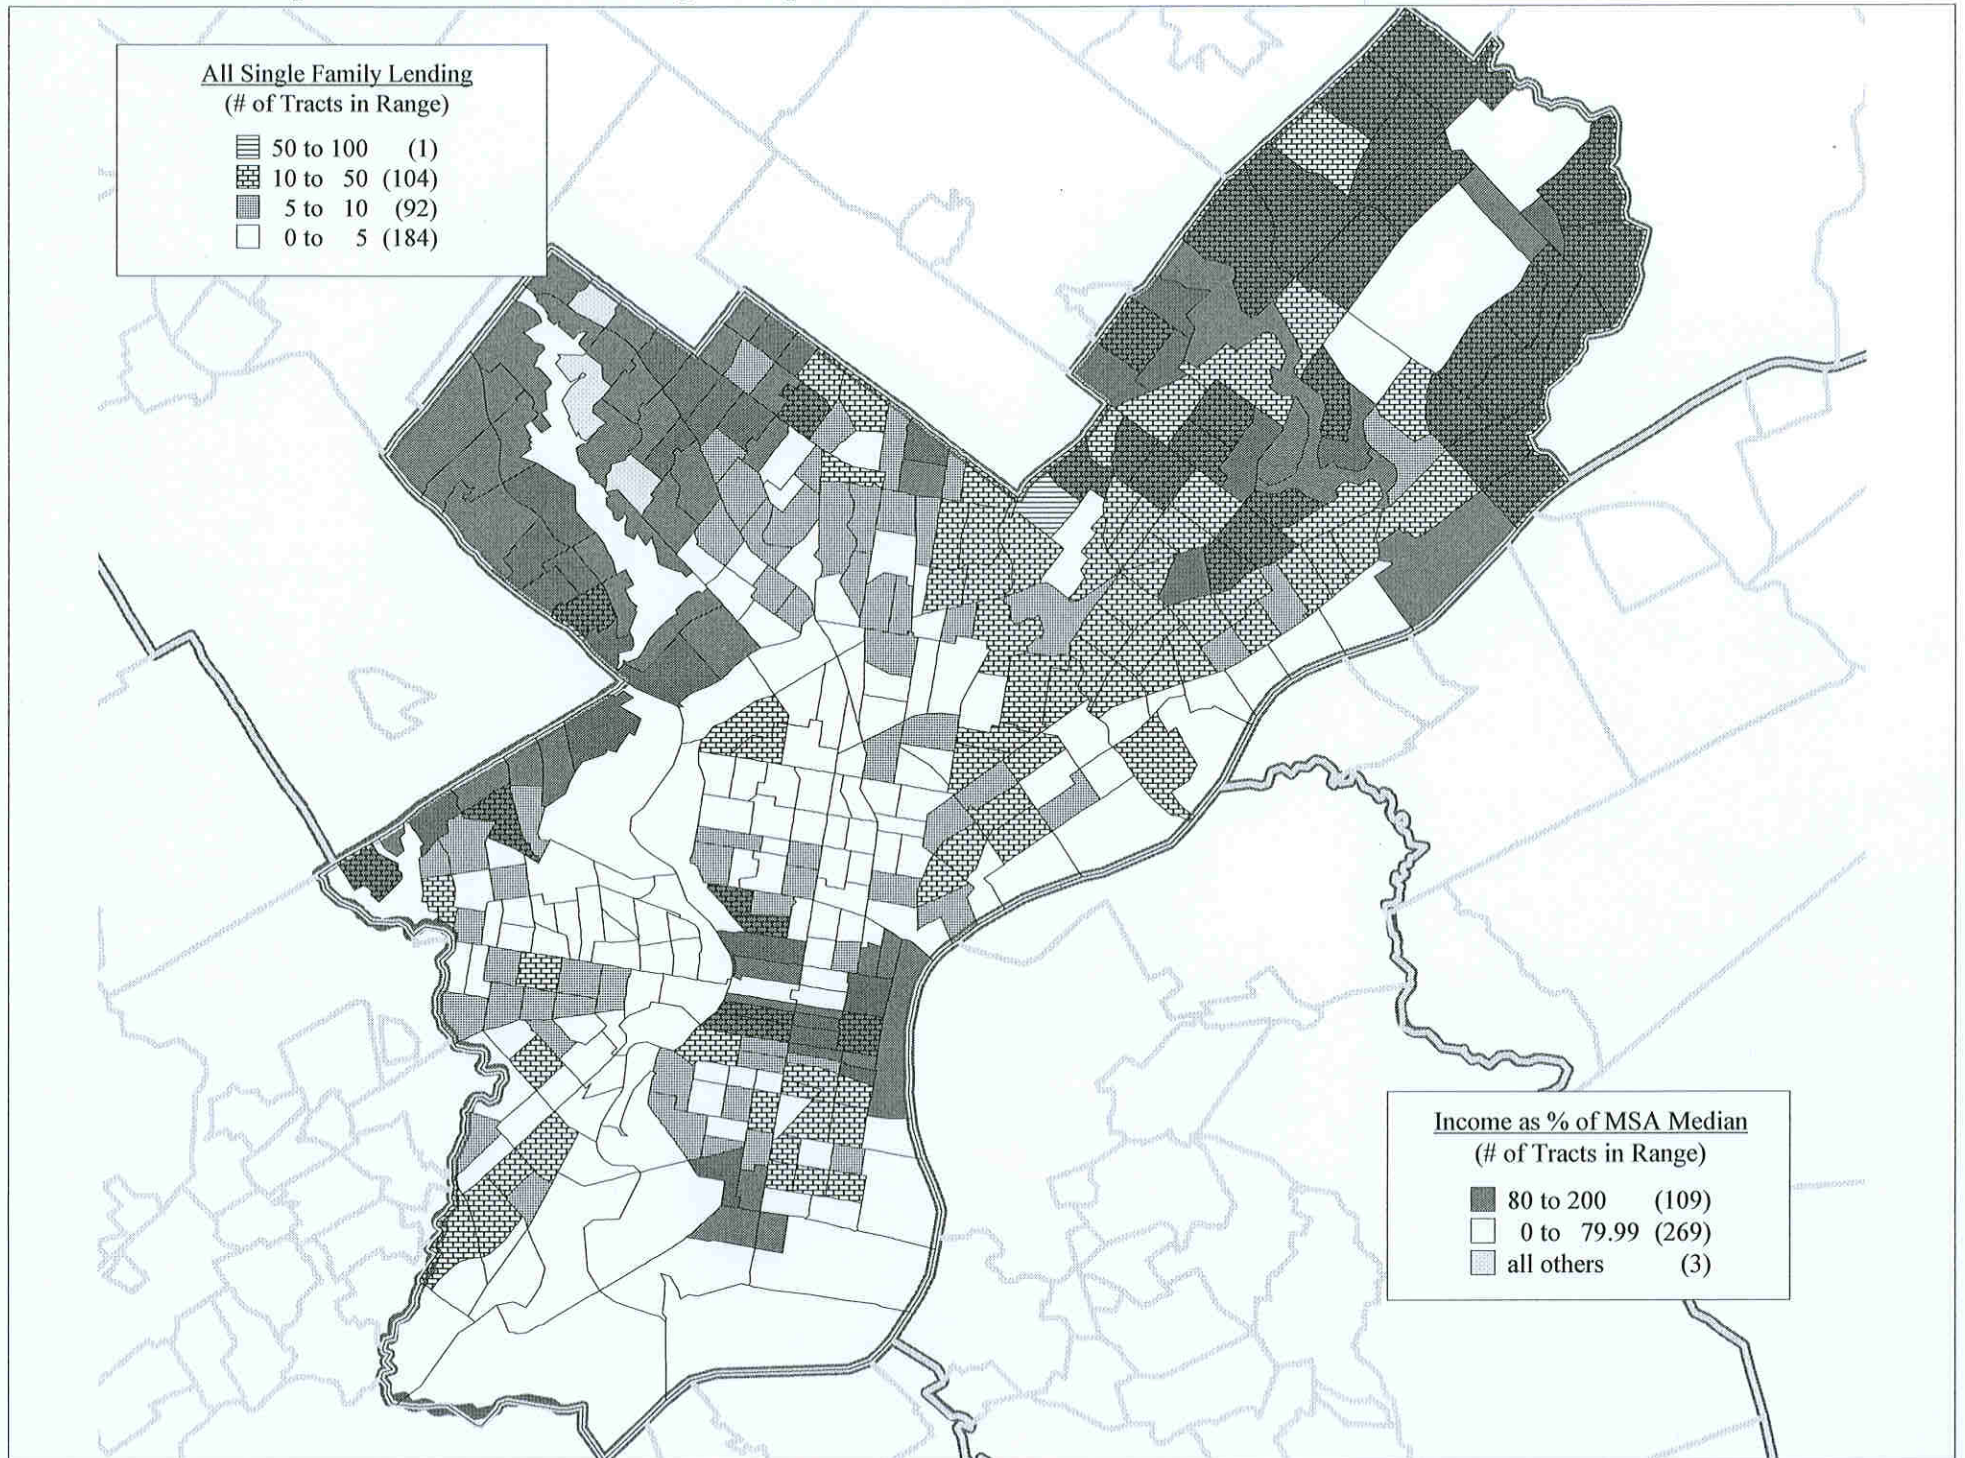 All Single Family Lending
(# of Tracts in Range)
50 to 100 (1)
10 to 50 (104)
5 to 10 (92)
0 to 5 (184)
Income as % of MSA Median
(# of Tracts in Range)
80 to 200 (109)
0 to 79.99 (269)
all others (3)